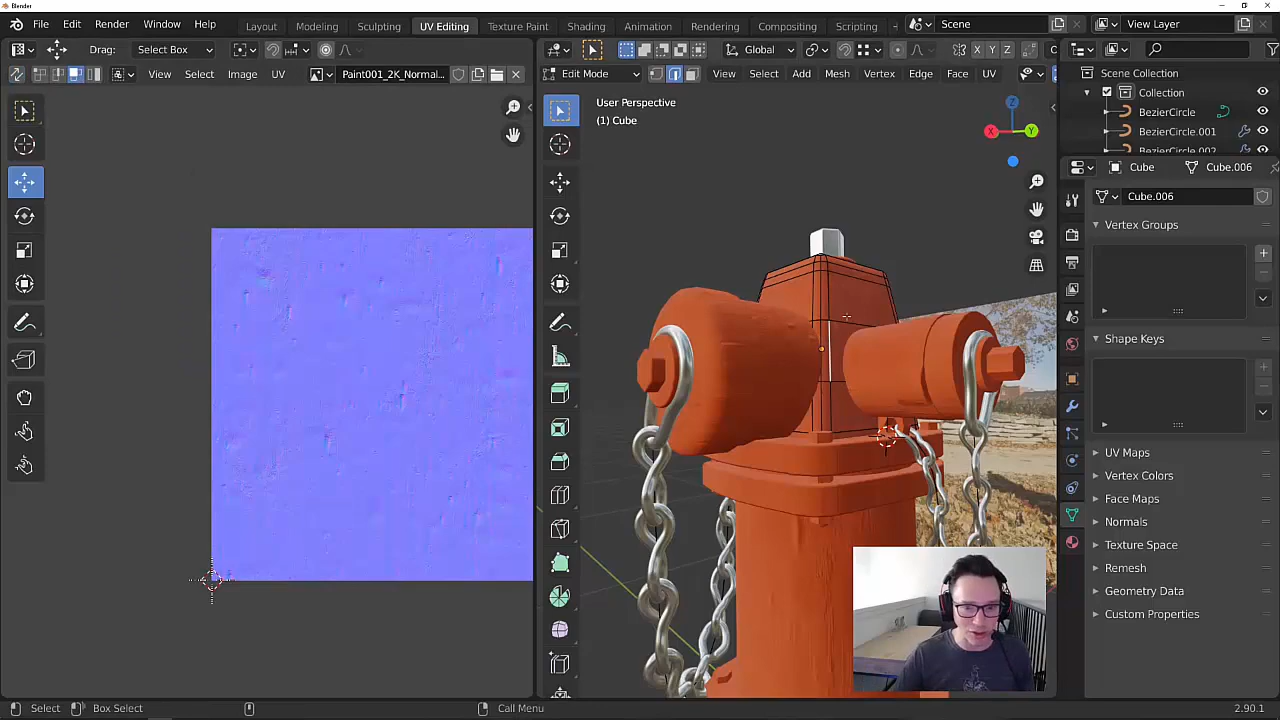 Blender
File Edit Render Window Help
Layout Modeling Sculpting UV Editing Texture Paint Shading Animation Rendering Compositing Scripting
Scene
View Layer
Drag: Select Box
Global
X Y Z
View Select Image UV
Paint001_2K_Normal...
Edit Mode
View Select Add Mesh Vertex Edge Face UV
User Perspective
(1) Cube
X Y Z
Scene Collection
Collection
BezierCircle
BezierCircle.001
BezierCircle.002
Cube
Cube.006
Cube.006
Vertex Groups
Shape Keys
UV Maps
Vertex Colors
Face Maps
Normals
Texture Space
Remesh
Geometry Data
Custom Properties
Select
Box Select
Call Menu
2.90.1